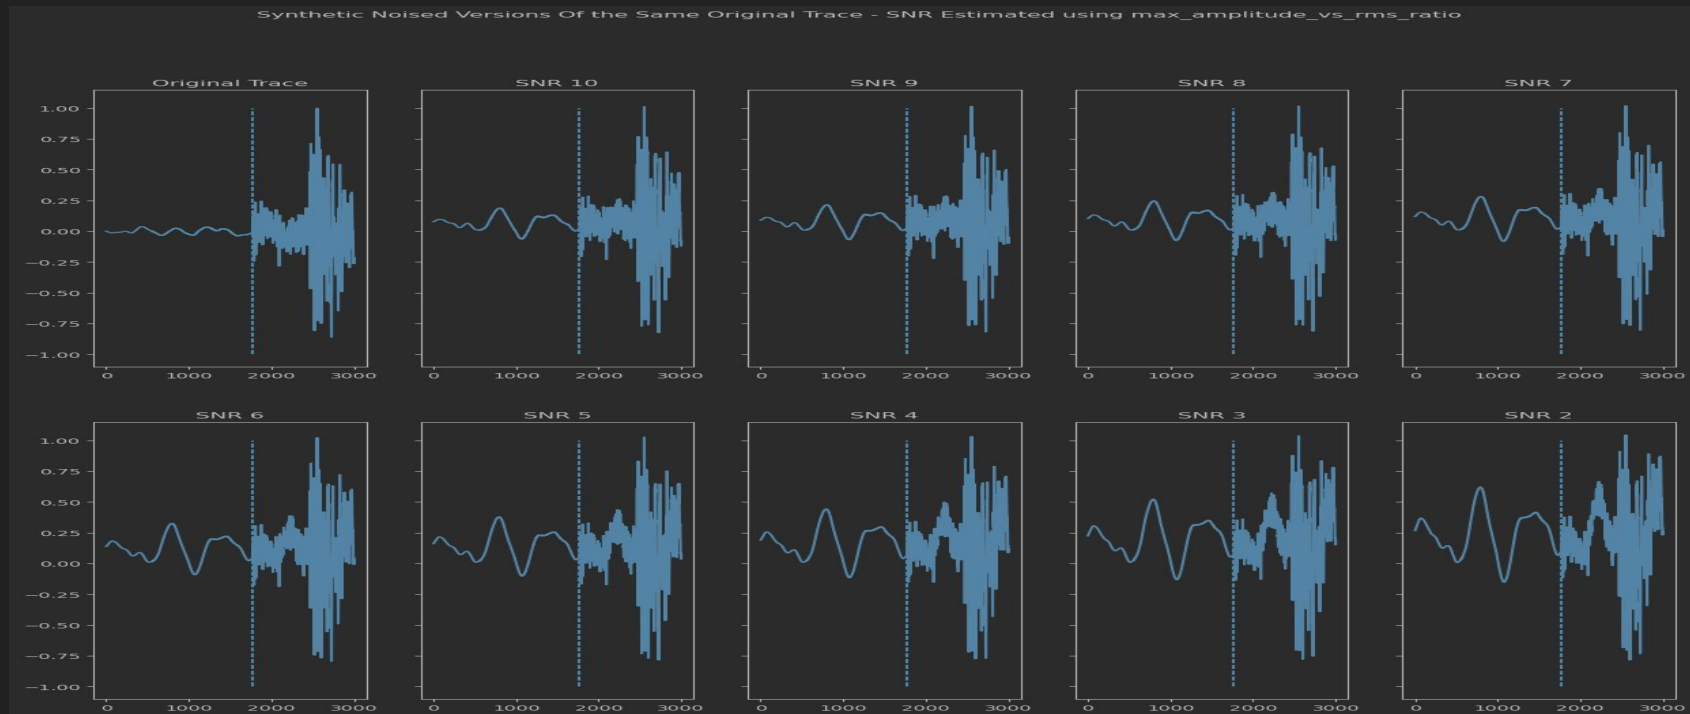 Synthetic Noised Versions Of the Same Original Trace - SNR Estimated using max_amplitude_vs_rms_ratio
Original Trace
SNR 10
SNR 9
SNR 8
SNR 7
1.00
0.75
0.50
0.25
0.00
−0.25
−0.50
−0.75
−1.00
0 1000 2000 3000
0 1000 2000 3000
0 1000 2000 3000
0 1000 2000 3000
0 1000 2000 3000
SNR 6
SNR 5
SNR 4
SNR 3
SNR 2
1.00
0.75
0.50
0.25
0.00
−0.25
−0.50
−0.75
−1.00
0 1000 2000 3000
0 1000 2000 3000
0 1000 2000 3000
0 1000 2000 3000
0 1000 2000 3000